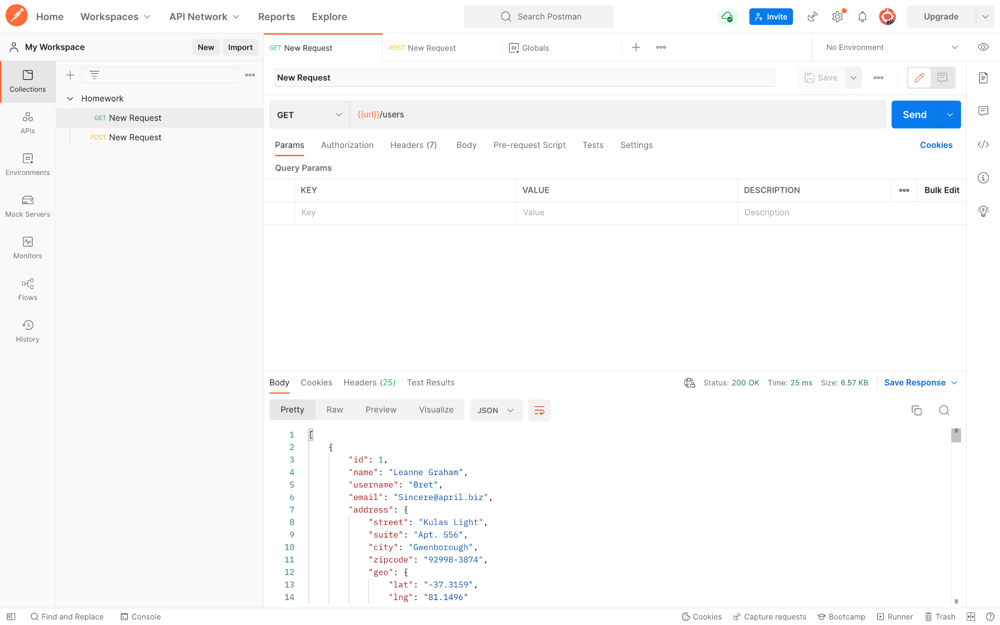 Home Workspaces API Network Reports Explore Search Postman Invite Upgrade
My Workspace New Import
GET New Request POST New Request Globals No Environment
Collections
APIs
Environments
Mock Servers
Monitors
Flows
History
Homework
GET New Request
POST New Request
New Request Save
GET {{url}}/users Send
Params Authorization Headers (7) Body Pre-request Script Tests Settings Cookies
Query Params
KEY VALUE DESCRIPTION Bulk Edit
Key Value Description
Body Cookies Headers (25) Test Results Status: 200 OK Time: 25 ms Size: 6.57 KB Save Response
Pretty Raw Preview Visualize JSON
1 [
2 {
3 "id": 1,
4 "name": "Leanne Graham",
5 "username": "Bret",
6 "email": "Sincere@april.biz",
7 "address": {
8 "street": "Kulas Light",
9 "suite": "Apt. 556",
10 "city": "Gwenborough",
11 "zipcode": "92998-3874",
12 "geo": {
13 "lat": "-37.3159",
14 "lng": "81.1496"
Find and Replace Console Cookies Capture requests Bootcamp Runner Trash